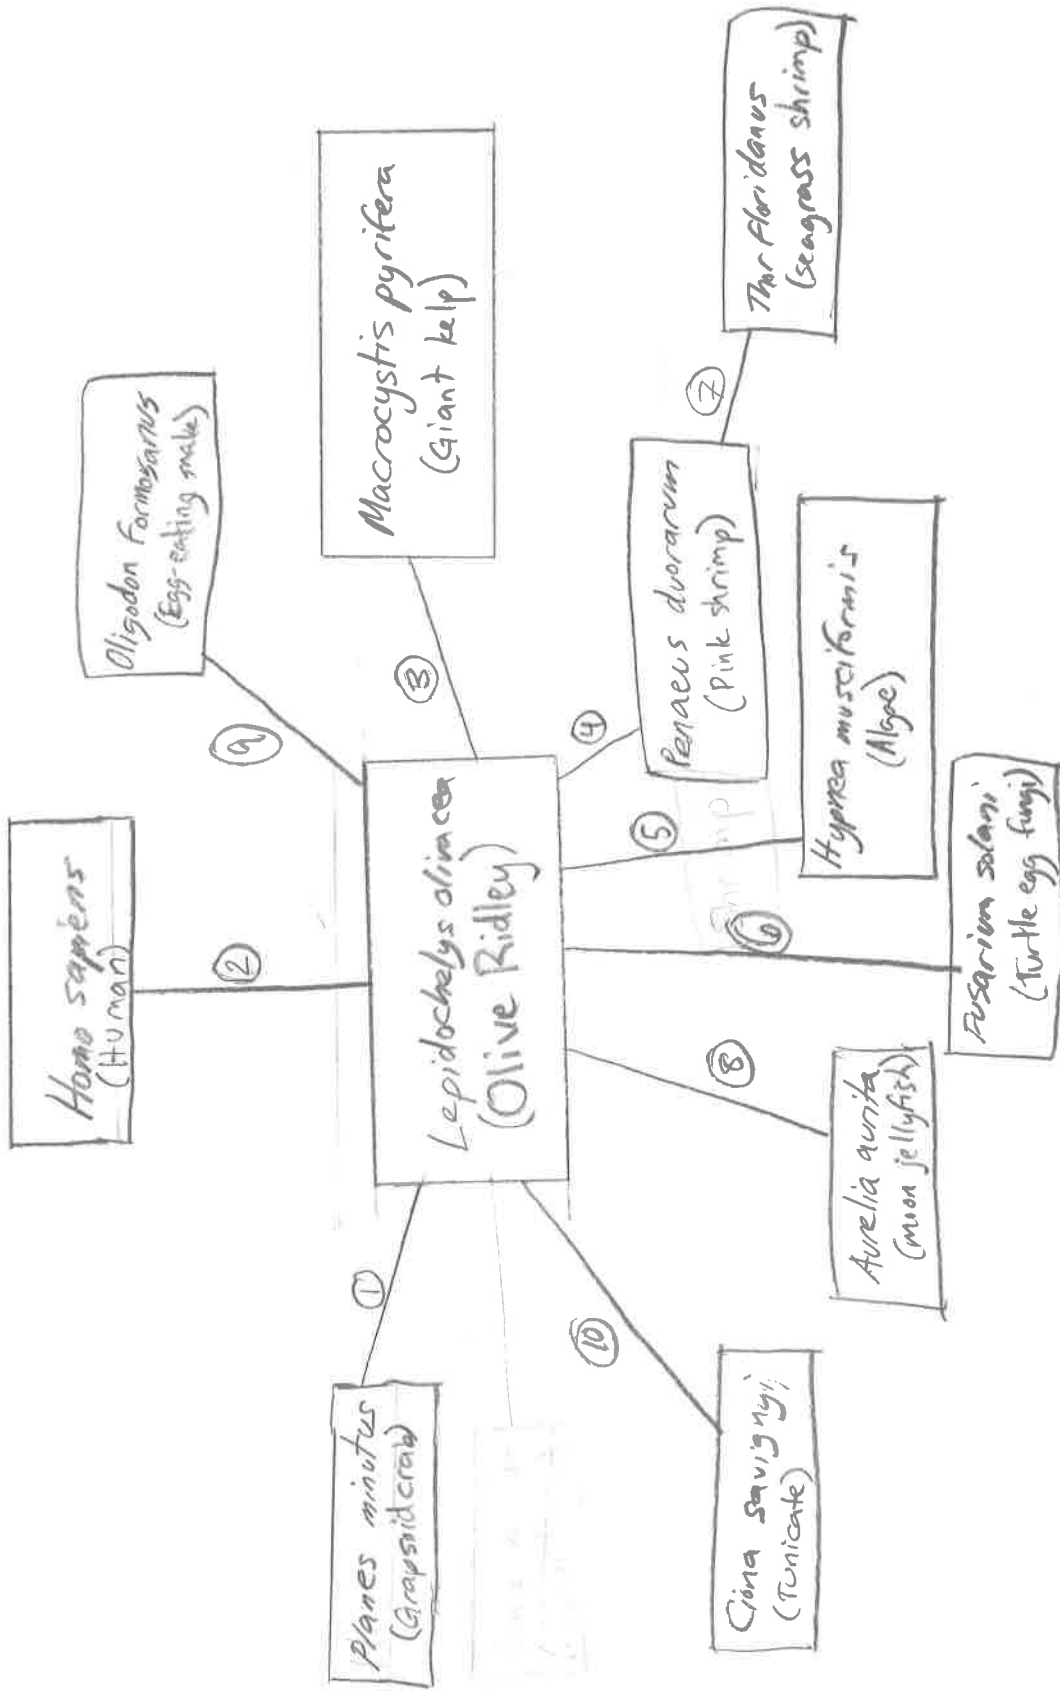 Homo sapiens
(Human)
2
Oligodon Formosanus
(Egg-eating snake)
9
Macrocystis pyrifera
(Giant kelp)
3
Planes minutus
(Grapsoid crab)
1
Lepidochelys olivacea
(Olive Ridley)
4
Penaeus duorarum
(Pink shrimp)
7
Thor Floridanus
(seagrass shrimp)
5
Hypnea musciformis
(Algae)
6
Fusarium solani
(Turtle egg fungi)
8
Aurelia aurita
(moon jellyfish)
10
Ciona savignyi
(Tunicate)
shrimp